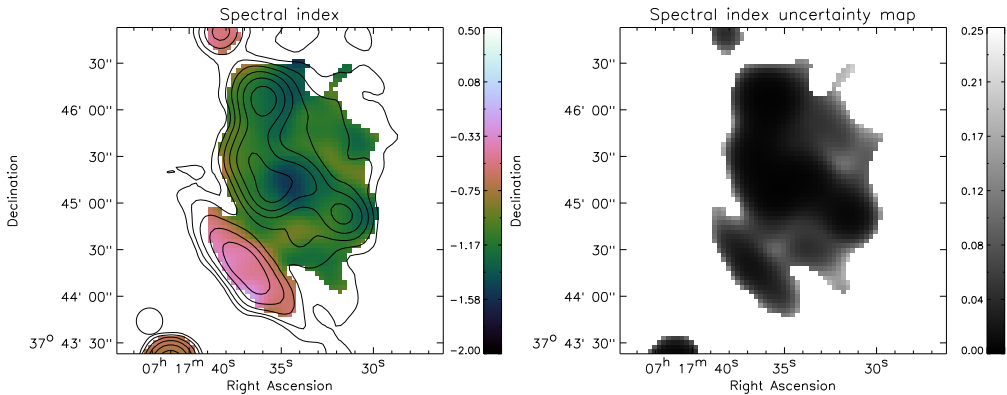 Spectral index
Spectral index uncertainty map
30"
46' 00"
30"
45' 00"
30"
44' 00"
37° 43' 30"
07ʰ 17ᵐ 40ˢ
35ˢ
30ˢ
Right Ascension
Declination
0.50
0.08
−0.33
−0.75
−1.17
−1.58
−2.00
30"
46' 00"
30"
45' 00"
30"
44' 00"
37° 43' 30"
07ʰ 17ᵐ 40ˢ
35ˢ
30ˢ
Right Ascension
Declination
0.25
0.21
0.17
0.12
0.08
0.04
0.00